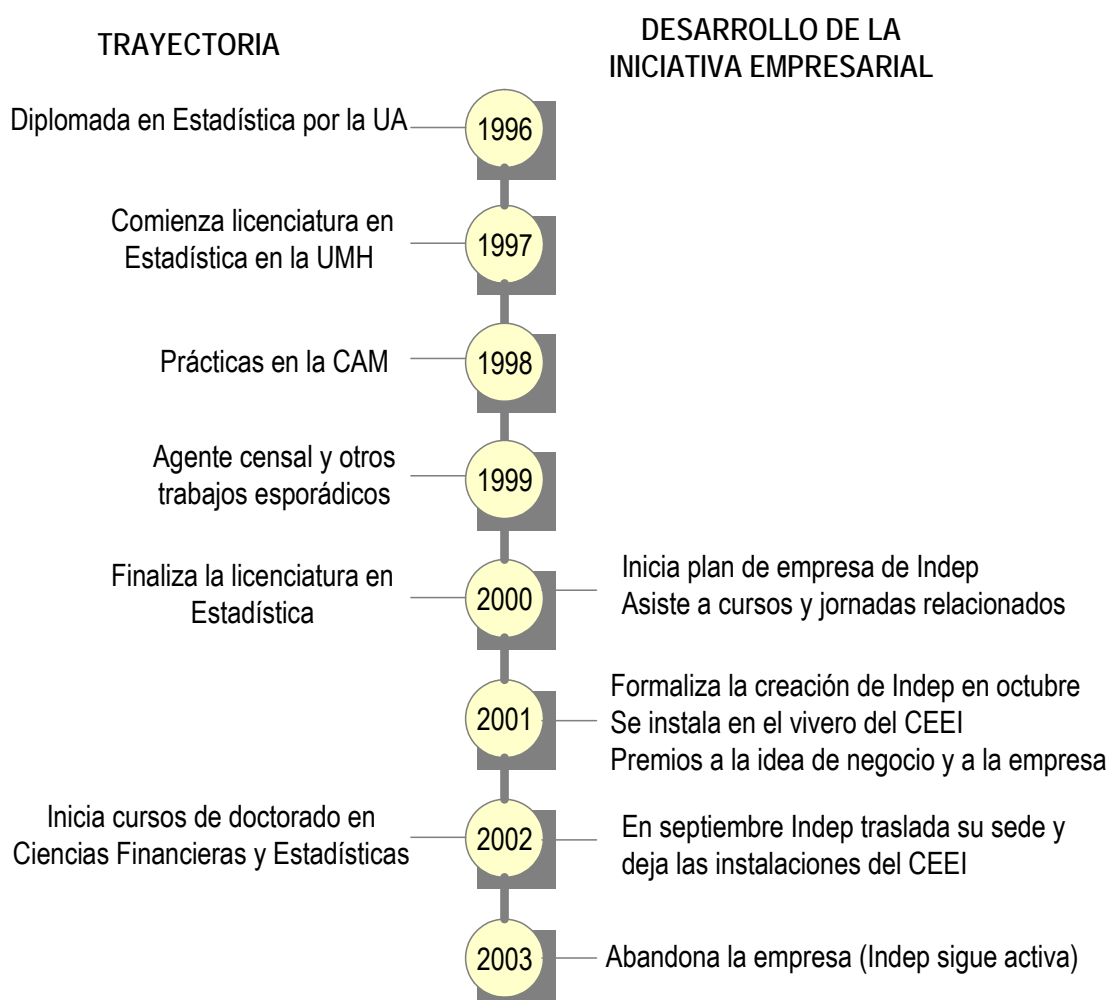 TRAYECTORIA
DESARROLLO DE LA
INICIATIVA EMPRESARIAL
Diplomada en Estadística por la UA
1996
Comienza licenciatura en
Estadística en la UMH
1997
Prácticas en la CAM
1998
Agente censal y otros
trabajos esporádicos
1999
Finaliza la licenciatura en
Estadística
2000
Inicia plan de empresa de Indep
Asiste a cursos y jornadas relacionados
2001
Formaliza la creación de Indep en octubre
Se instala en el vivero del CEEI
Premios a la idea de negocio y a la empresa
Inicia cursos de doctorado en
Ciencias Financieras y Estadísticas
2002
En septiembre Indep traslada su sede y
deja las instalaciones del CEEI
2003
Abandona la empresa (Indep sigue activa)